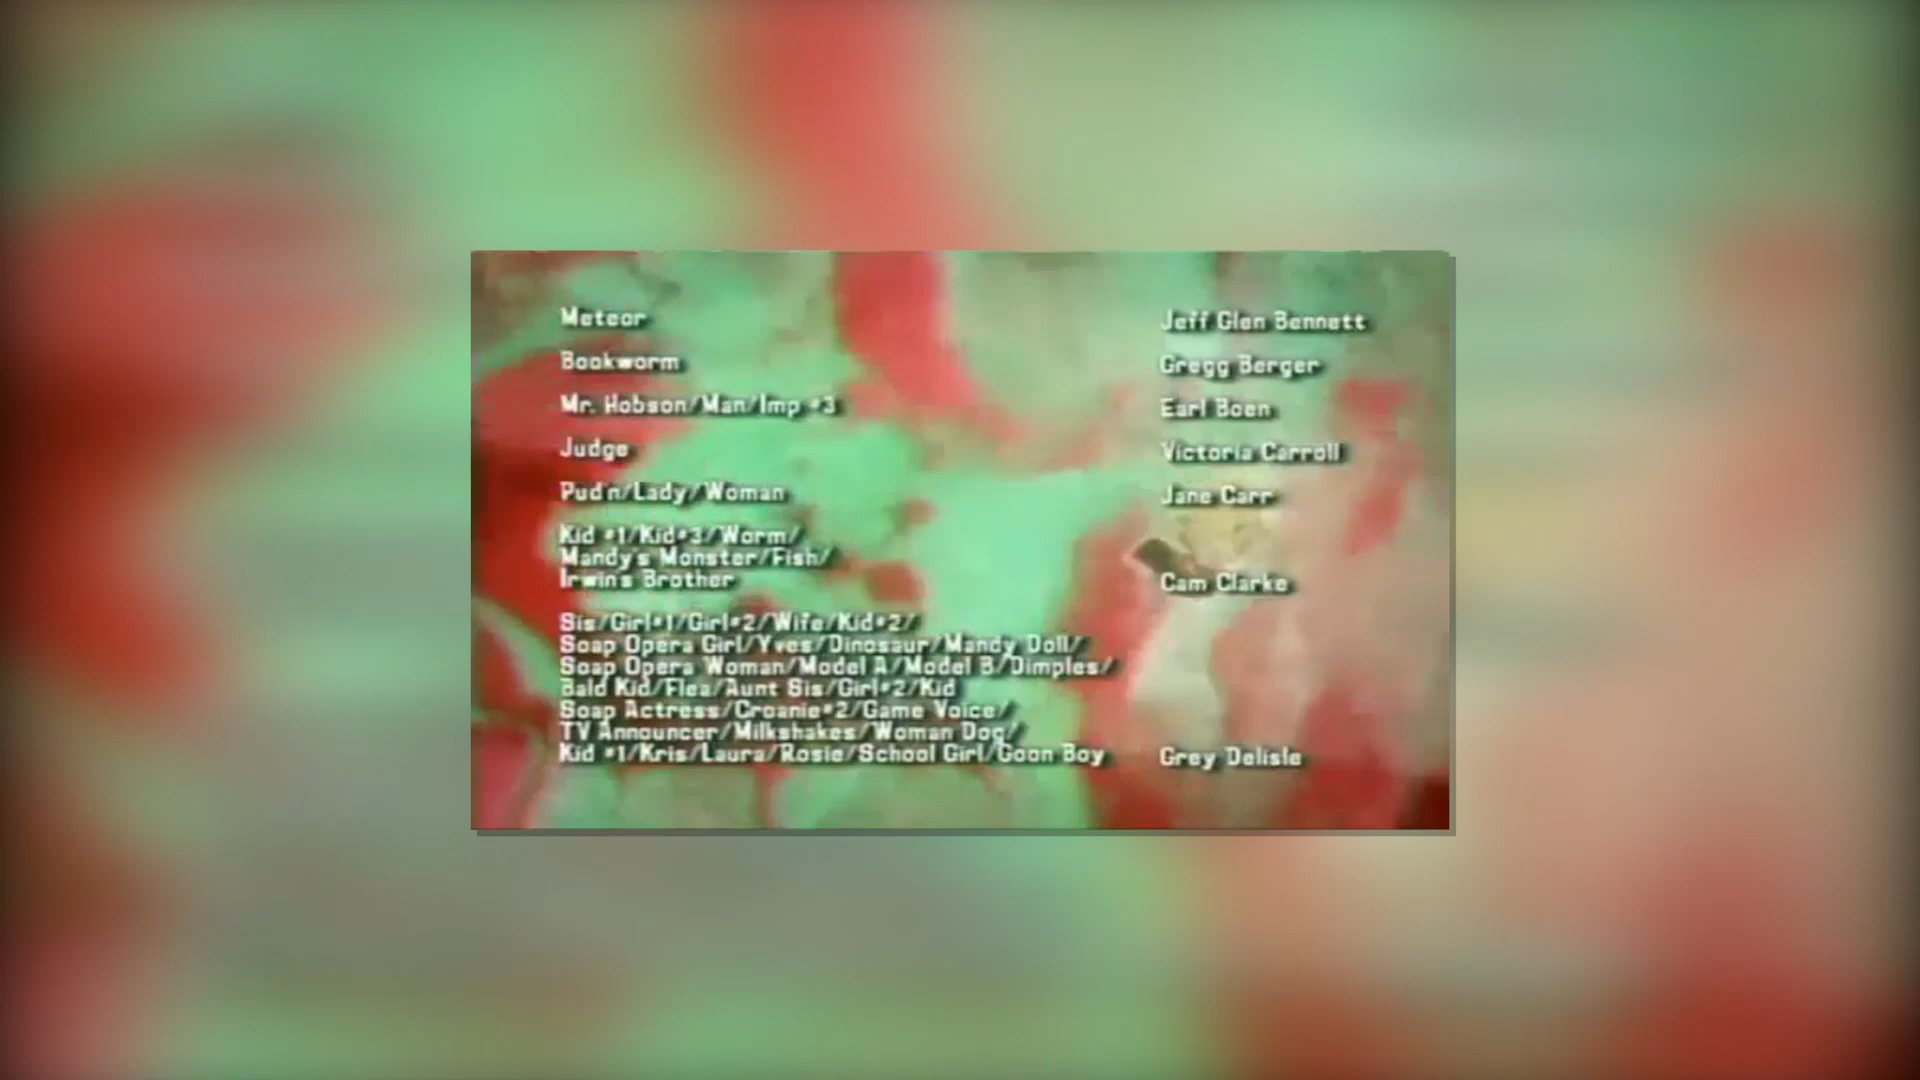 Meteor Jeff Glen Bennett
Bookworm Gregg Berger
Mr. Hobson/Man/Imp #3 Earl Boen
Judge Victoria Carroll
Pud'n/Lady/Woman Jane Carr
Kid #1/Kid#3/Worm/
Mandy's Monster/Fish/
Irwin's Brother Cam Clarke
Sis/Girl#1/Girl#2/Wife/Kid#2/
Soap Opera Girl/Yves/Dinosaur/Mandy Doll/
Soap Opera Woman/Model A/Model B/Dimples/
Bald Kid/Flea/Aunt Sis/Girl#2/Kid
Soap Actress/Croanie#2/Game Voice/
TV Announcer/Milkshakes/Woman Dog/
Kid #1/Kris/Laura/Rosie/School Girl/Goon Boy Grey Delisle